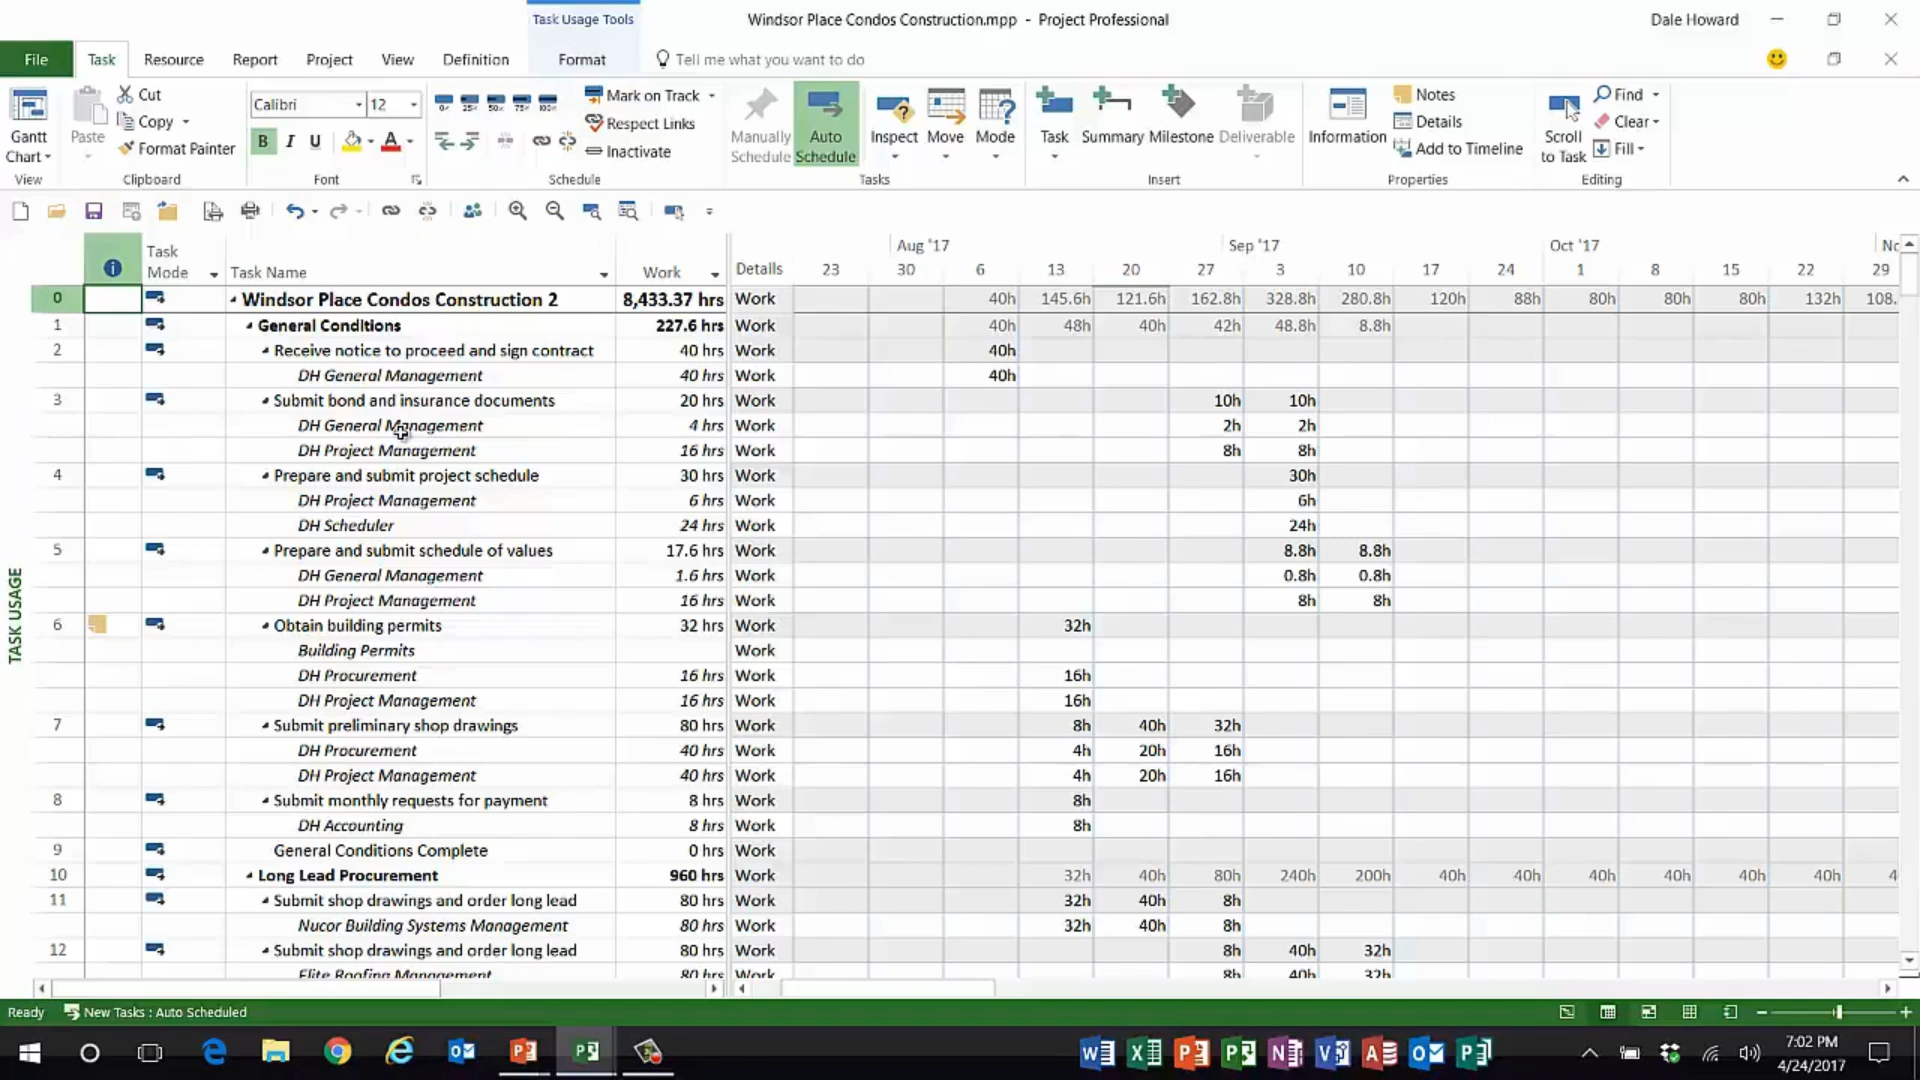 Task Usage Tools
Windsor Place Condos Construction.mpp - Project Professional
Dale Howard
File Task Resource Report Project View Definition Format Tell me what you want to do
Gantt Chart
View
Paste
Cut
Copy
Format Painter
Clipboard
Calibri 12
B I U A
Font
0% 25% 50% 75% 100%
Mark on Track
Respect Links
Inactivate
Schedule
Manually Schedule
Auto Schedule
Inspect
Move
Mode
Tasks
Task
Summary
Milestone
Deliverable
Insert
Information
Notes
Details
Add to Timeline
Properties
Scroll to Task
Find
Clear
Fill
Editing
Aug '17 Sep '17 Oct '17 No
Task Mode Task Name Work Details 23 30 6 13 20 27 3 10 17 24 1 8 15 22 29
0 Windsor Place Condos Construction 2 8,433.37 hrs Work 40h 145.6h 121.6h 162.8h 328.8h 280.8h 120h 88h 80h 80h 80h 132h 108.
1 General Conditions 227.6 hrs Work 40h 48h 40h 42h 48.8h 8.8h
2 Receive notice to proceed and sign contract 40 hrs Work 40h
DH General Management 40 hrs Work 40h
3 Submit bond and insurance documents 20 hrs Work 10h 10h
DH General Management 4 hrs Work 2h 2h
DH Project Management 16 hrs Work 8h 8h
4 Prepare and submit project schedule 30 hrs Work 30h
DH Project Management 6 hrs Work 6h
DH Scheduler 24 hrs Work 24h
5 Prepare and submit schedule of values 17.6 hrs Work 8.8h 8.8h
DH General Management 1.6 hrs Work 0.8h 0.8h
DH Project Management 16 hrs Work 8h 8h
6 Obtain building permits 32 hrs Work 32h
Building Permits Work
DH Procurement 16 hrs Work 16h
DH Project Management 16 hrs Work 16h
7 Submit preliminary shop drawings 80 hrs Work 8h 40h 32h
DH Procurement 40 hrs Work 4h 20h 16h
DH Project Management 40 hrs Work 4h 20h 16h
8 Submit monthly requests for payment 8 hrs Work 8h
DH Accounting 8 hrs Work 8h
9 General Conditions Complete 0 hrs Work
10 Long Lead Procurement 960 hrs Work 32h 40h 80h 240h 200h 40h 40h 40h 40h 40h 40h 4
11 Submit shop drawings and order long lead 80 hrs Work 32h 40h 8h
Nucor Building Systems Management 80 hrs Work 32h 40h 8h
12 Submit shop drawings and order long lead 80 hrs Work 8h 40h 32h
Elite Roofing Management 80 hrs Work 8h 40h 32h
TASK USAGE
Ready New Tasks : Auto Scheduled
7:02 PM
4/24/2017